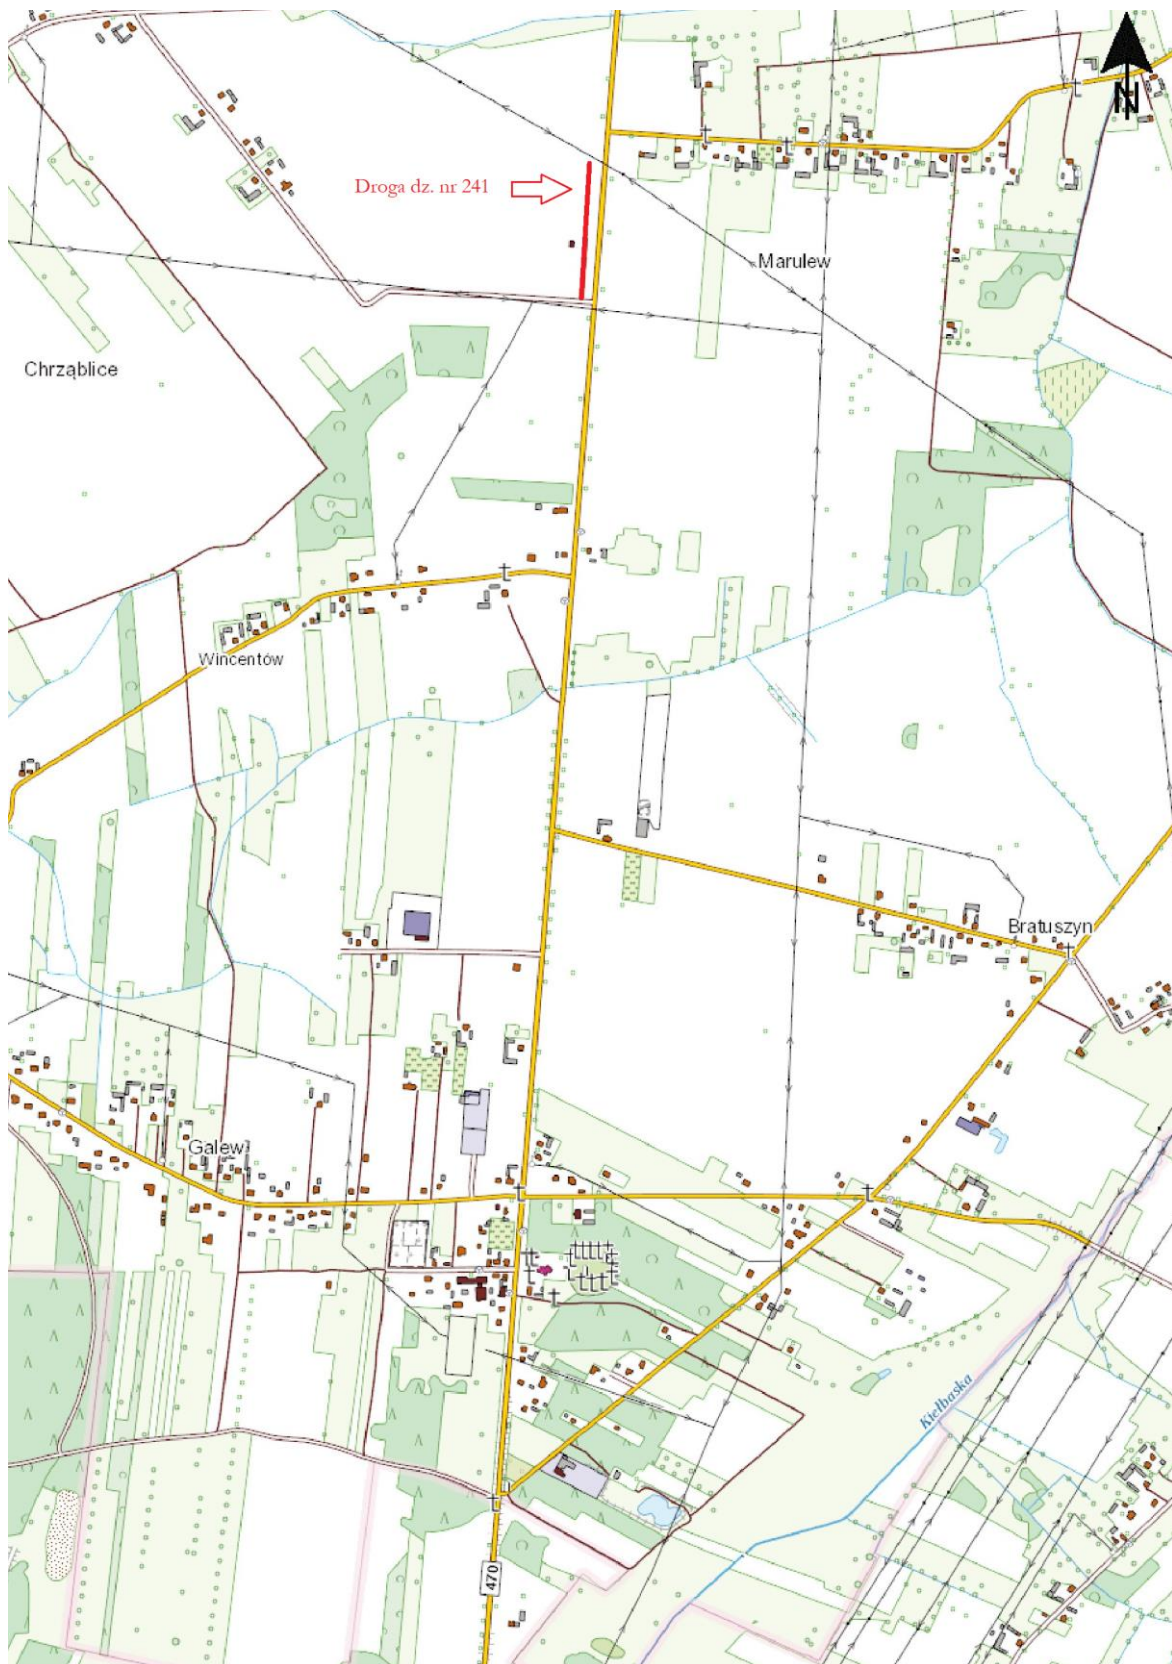 N
Droga dz. nr 241
Marulew
Chrząblice
Wincentów
Bratuszyn
Galew
Kiełbaska
470